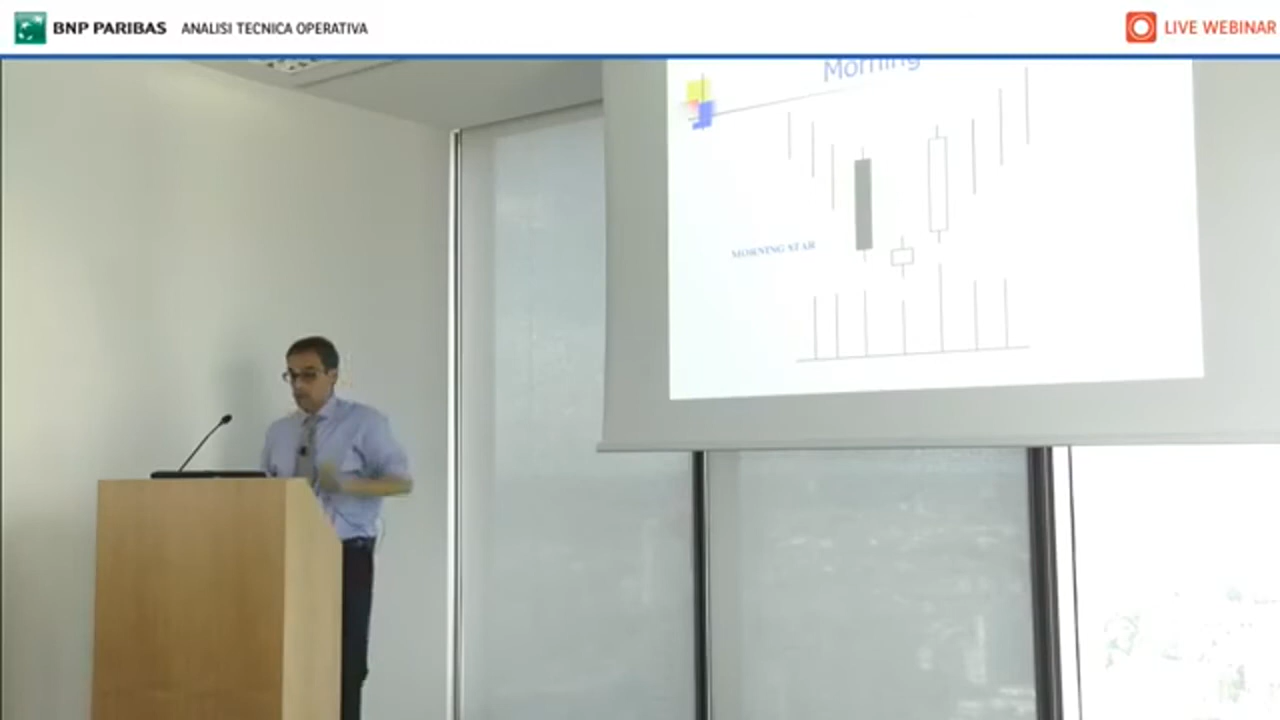 BNP PARIBAS ANALISI TECNICA OPERATIVA
LIVE WEBINAR
Morning
MORNING STAR